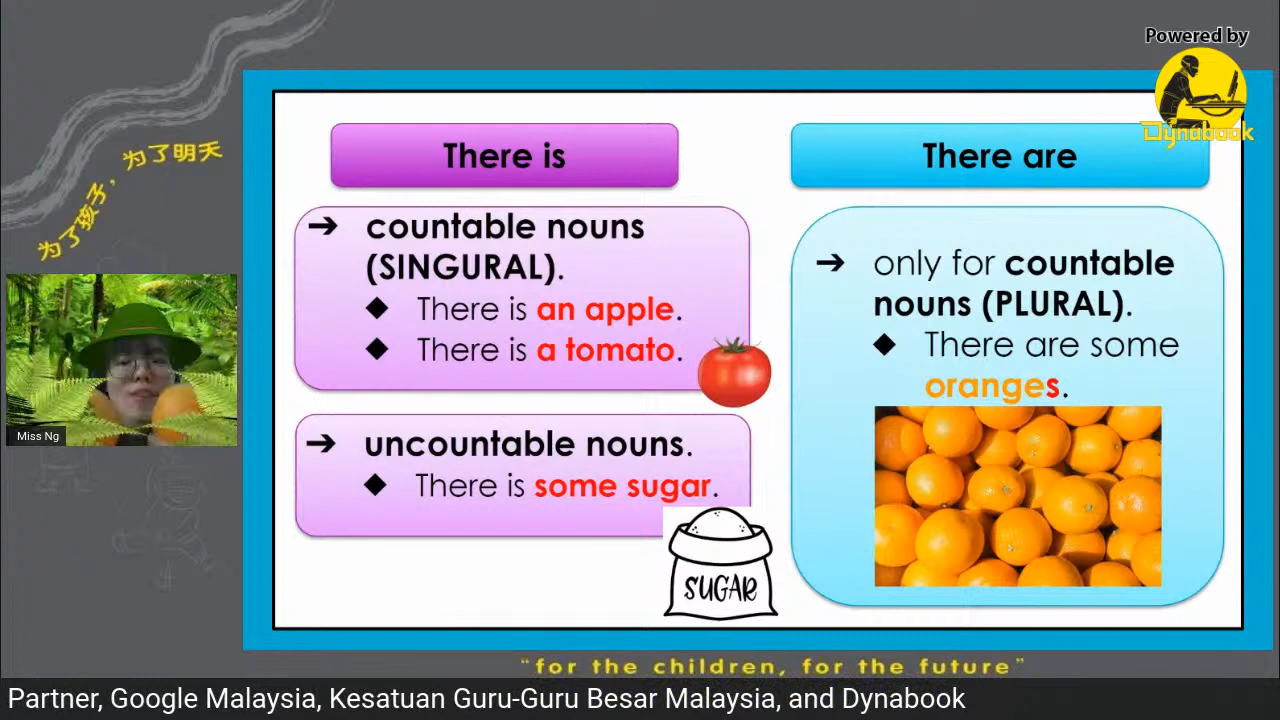 Powered by
Dynabook
为了孩子，为了明天
There is
There are
➔ countable nouns
(SINGURAL).
◆ There is an apple.
◆ There is a tomato.
➔ uncountable nouns.
◆ There is some sugar.
SUGAR
➔ only for countable
nouns (PLURAL).
◆ There are some
oranges.
Miss Ng
“for the children, for the future”
Partner, Google Malaysia, Kesatuan Guru-Guru Besar Malaysia, and Dynabook